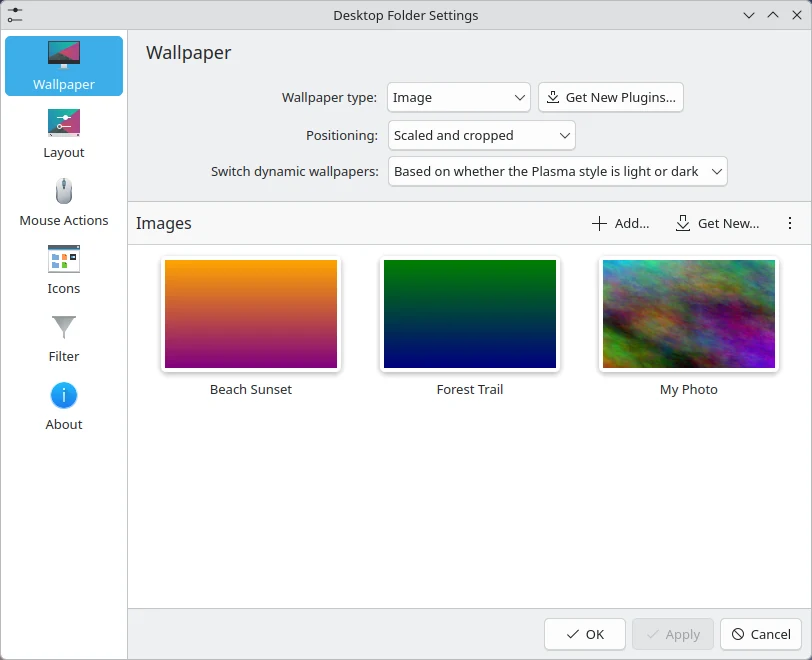 Desktop Folder Settings
Wallpaper
Layout
Mouse Actions
Icons
Filter
About
Wallpaper
Wallpaper type: Image Get New Plugins...
Positioning: Scaled and cropped
Switch dynamic wallpapers: Based on whether the Plasma style is light or dark
Images Add... Get New...
Beach Sunset Forest Trail My Photo
OK Apply Cancel